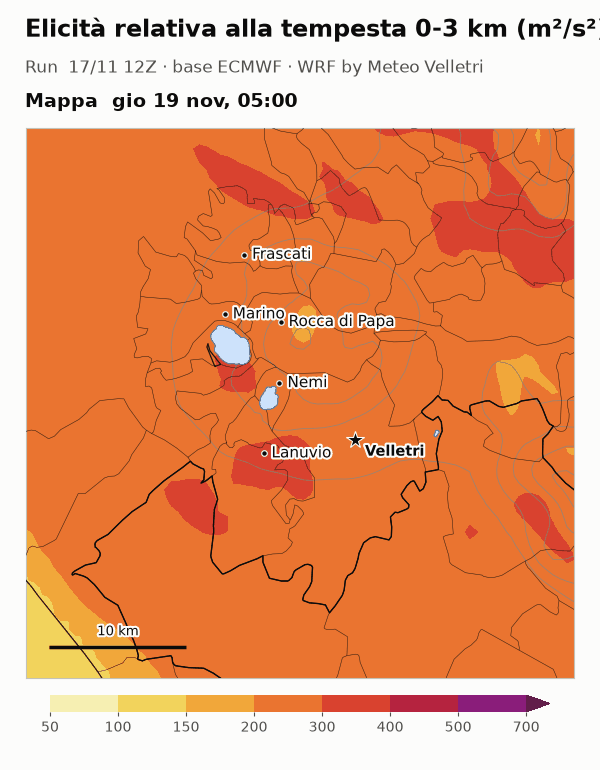 Elicità relativa alla tempesta 0-3 km (m²/s²)
Run 17/11 12Z · base ECMWF · WRF by Meteo Velletri
Mappa gio 19 nov, 05:00
Frascati
Marino
Rocca di Papa
Nemi
Lanuvio
Velletri
10 km
50 100 150 200 300 400 500 700